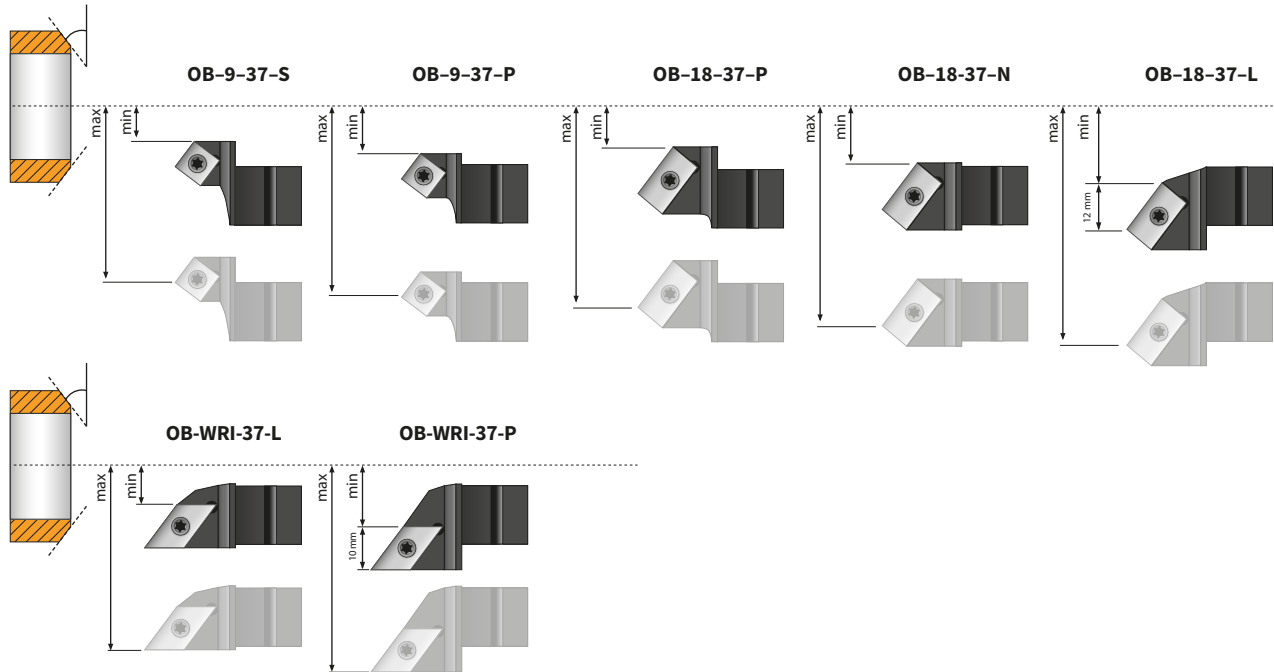 OB–9–37–S
OB–9–37–P
OB–18–37–P
OB–18-37–N
OB–18–37–L
max
min
max
min
max
min
max
min
max
min
12 mm
OB-WRI-37-L
OB-WRI-37-P
max
min
max
min
10 mm